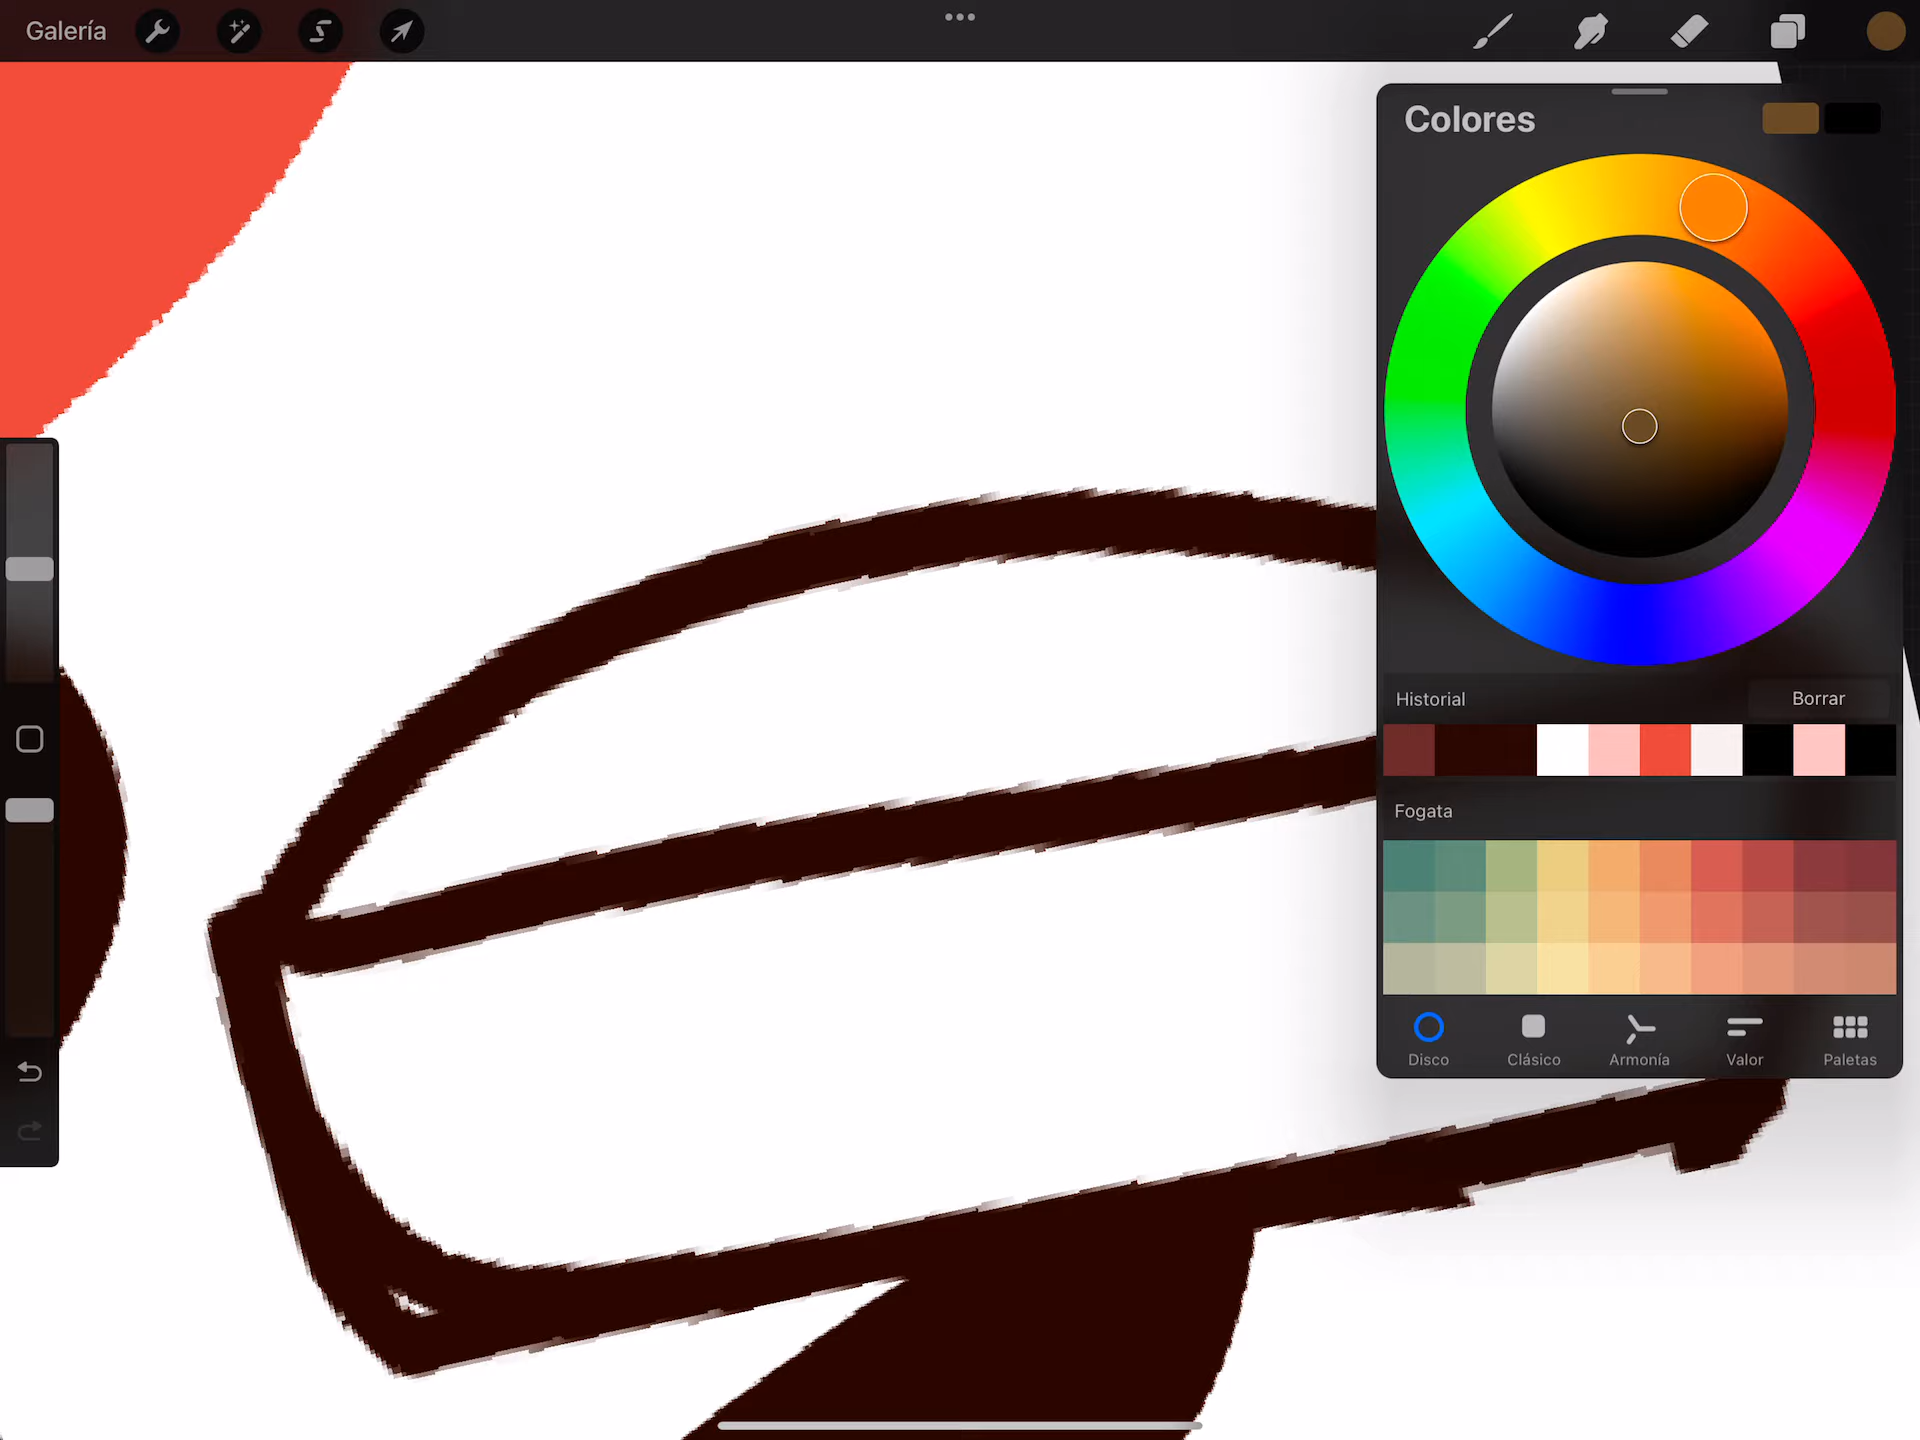 Galería
Colores
Historial
Borrar
Fogata
Disco
Clásico
Armonía
Valor
Paletas